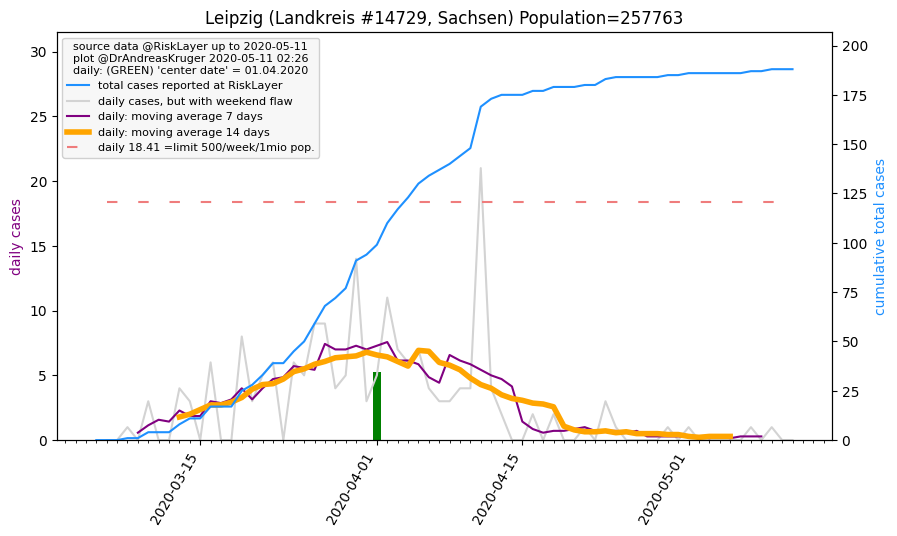 Leipzig (Landkreis #14729, Sachsen) Population=257763
source data @RiskLayer up to 2020-05-11
plot @DrAndreasKruger 2020-05-11 02:26
daily: (GREEN) 'center date' = 01.04.2020
total cases reported at RiskLayer
daily cases, but with weekend flaw
daily: moving average 7 days
daily: moving average 14 days
daily 18.41 =limit 500/week/1mio pop.
daily cases
30
25
20
15
10
5
0
cumulative total cases
200
175
150
125
100
75
50
25
0
2020-03-15
2020-04-01
2020-04-15
2020-05-01